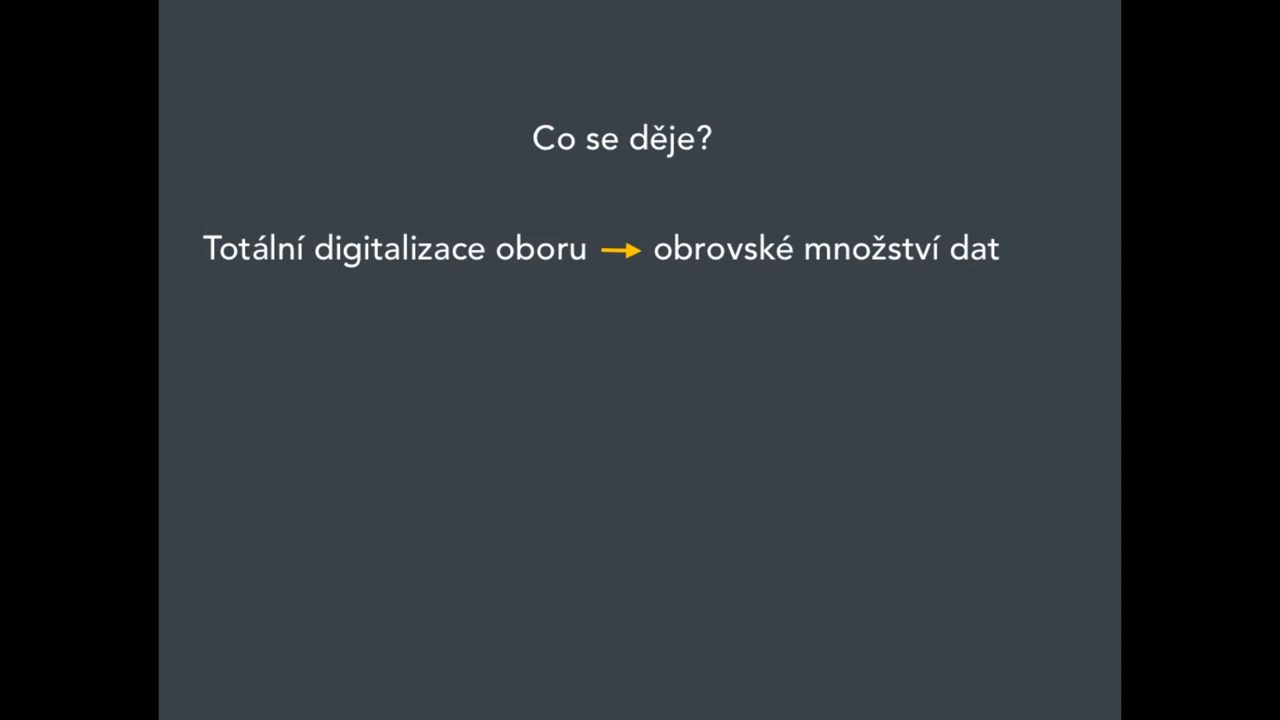 Co se děje?
Totální digitalizace oboru → obrovské množství dat